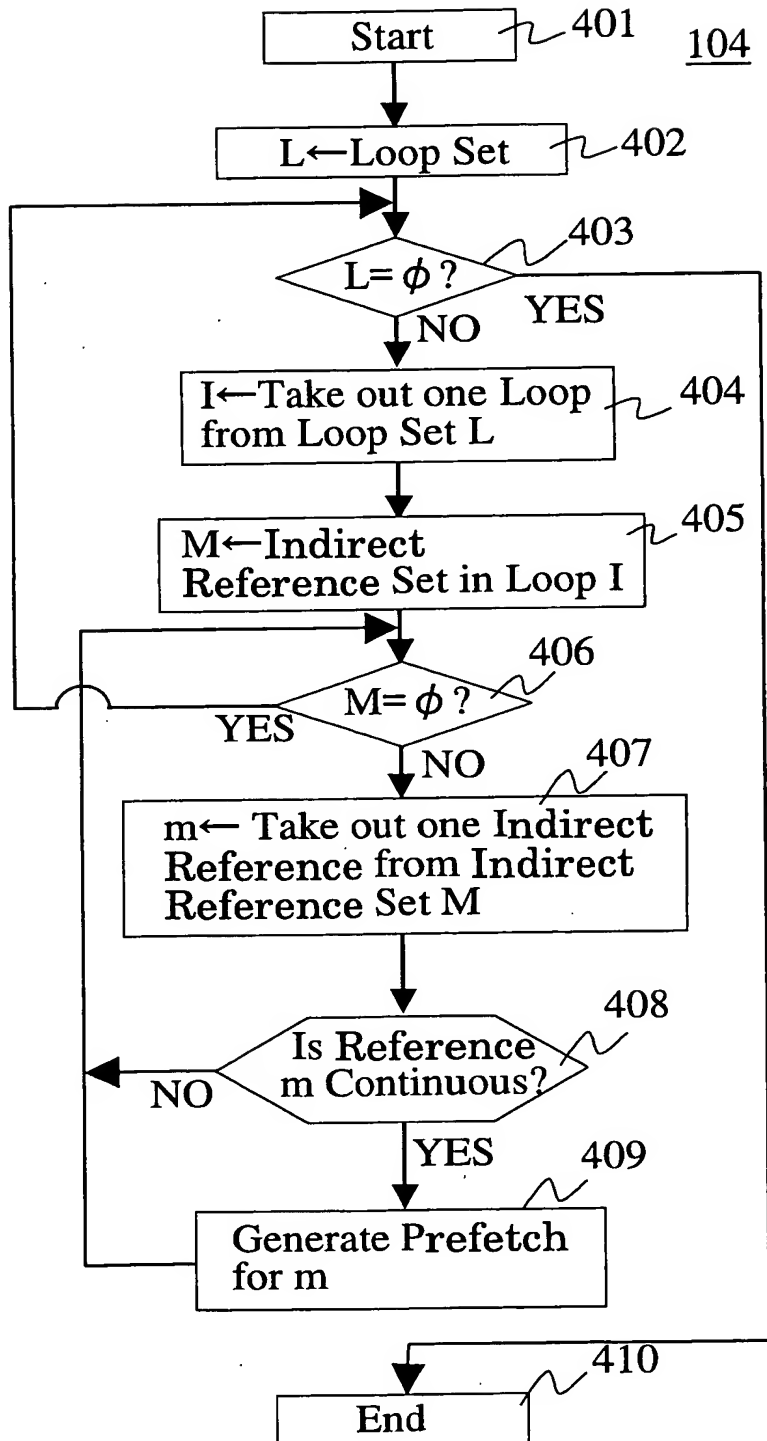 Start
401
104
L←Loop Set
402
403
L=ϕ?
YES
NO
I←Take out one Loop
from Loop Set L
404
M←Indirect
Reference Set in Loop I
405
406
M=ϕ?
YES
NO
407
m← Take out one Indirect
Reference from Indirect
Reference Set M
408
Is Reference
m Continuous?
NO
YES
409
Generate Prefetch
for m
410
End